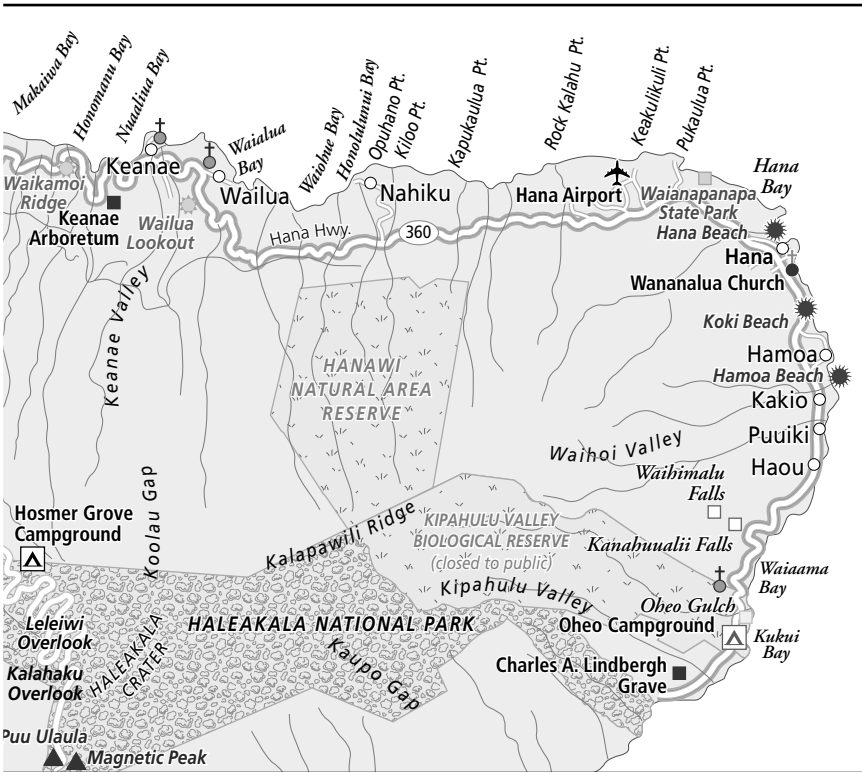 Makaiwa Bay
Honomanu Bay
Nuaaliua Bay
Waialua
Bay
Waiohue Bay
Honolulunui Bay
Opuhano Pt.
Kiloo Pt.
Kapukaulua Pt.
Rock Kalahu Pt.
Keakulikuli Pt.
Pukaulua Pt.
Hana
Bay
Keanae
Waikamoi
Ridge
Keanae
Arboretum
Wailua
Wailua
Lookout
Nahiku
Hana Hwy.
360
Hana Airport
Waianapanapa
State Park
Hana Beach
Hana
Wananalua Church
Koki Beach
Hamoa
Hamoa Beach
Kakio
Puuiki
Haou
Keanae Valley
HANAWI
NATURAL AREA
RESERVE
Waihoi Valley
Waihimalu
Falls
Kanahuualii Falls
Koolau Gap
Hosmer Grove
Campground
Kalapawili Ridge
KIPAHULU VALLEY
BIOLOGICAL RESERVE
(closed to public)
Kipahulu Valley
Waiaama
Bay
Oheo Gulch
Oheo Campground
Kukui
Bay
Leleiwi
Overlook
HALEAKALA NATIONAL PARK
HALEAKALA
CRATER
Kaupo Gap
Kalahaku
Overlook
Charles A. Lindbergh
Grave
Puu Ulaula
Magnetic Peak